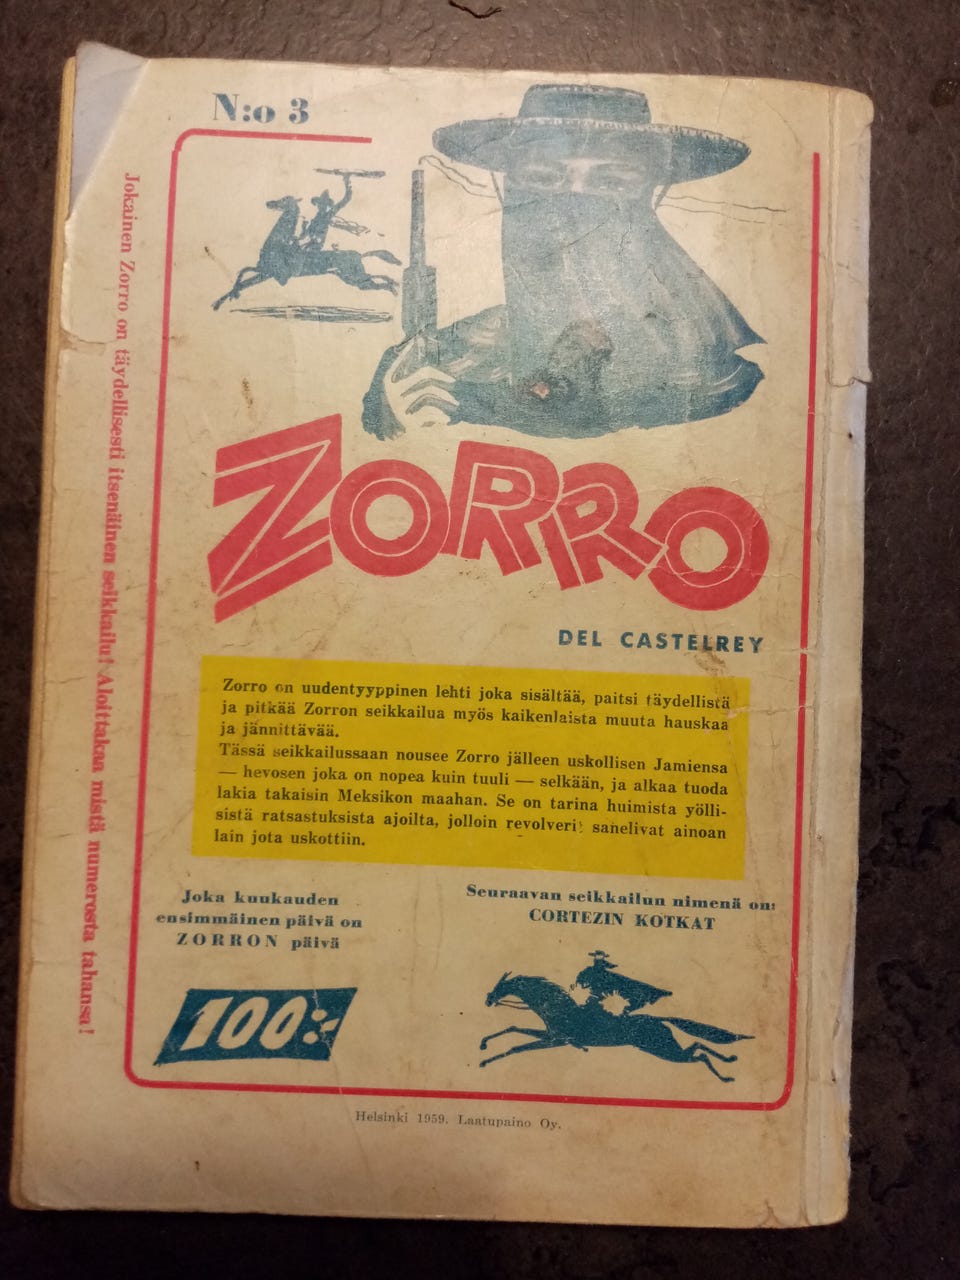 N:o 3
Jokainen Zorro on täydellisesti itsenäinen seikkailu! Aloittakaa mistä numerosta tahansa!
ZORRO
DEL CASTELREY
Zorro on uudentyyppinen lehti joka sisältää, paitsi täydellistä
ja pitkää Zorron seikkailua myös kaikenlaista muuta hauskaa
ja jännittävää.
Tässä seikkailussaan nousee Zorro jälleen uskollisen Jamiensa
— hevosen joka on nopea kuin tuuli — selkään, ja alkaa tuoda
lakia takaisin Meksikon maahan. Se on tarina huimista yölli-
sistä ratsastuksista ajoilta, jolloin revolverit sanelivat ainoan
lain jota uskottiin.
Joka kuukauden
ensimmäinen päivä on
ZORRON päivä
100:-
Seuraavan seikkailun nimenä on:
CORTEZIN KOTKAT
Helsinki 1959. Laatupaino Oy.